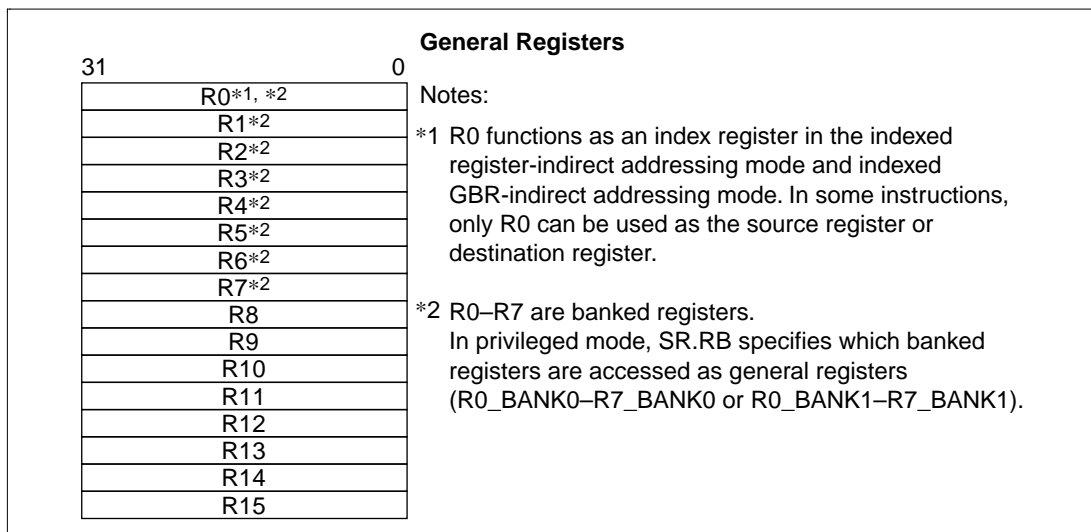 General Registers
31 0
R0*1, *2
R1*2
R2*2
R3*2
R4*2
R5*2
R6*2
R7*2
R8
R9
R10
R11
R12
R13
R14
R15
Notes:
*1 R0 functions as an index register in the indexed
register-indirect addressing mode and indexed
GBR-indirect addressing mode. In some instructions,
only R0 can be used as the source register or
destination register.
*2 R0–R7 are banked registers.
In privileged mode, SR.RB specifies which banked
registers are accessed as general registers
(R0_BANK0–R7_BANK0 or R0_BANK1–R7_BANK1).